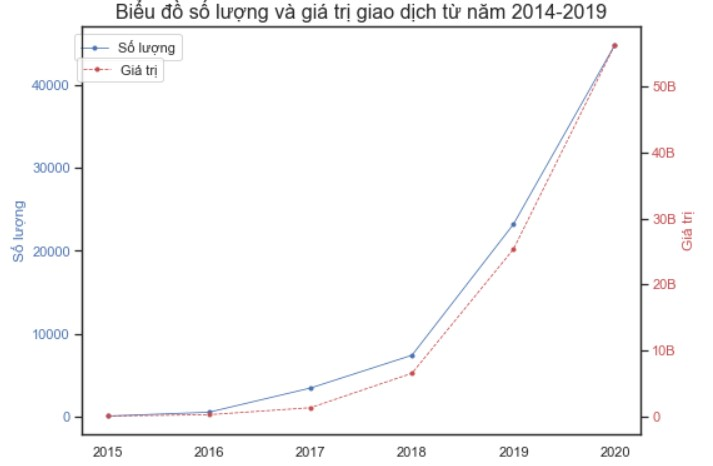 Biểu đồ số lượng và giá trị giao dịch từ năm 2014-2019
Số lượng
Giá trị
40000
30000
20000
10000
0
Số lượng
50B
40B
30B
20B
10B
0
Giá trị
2015 2016 2017 2018 2019 2020